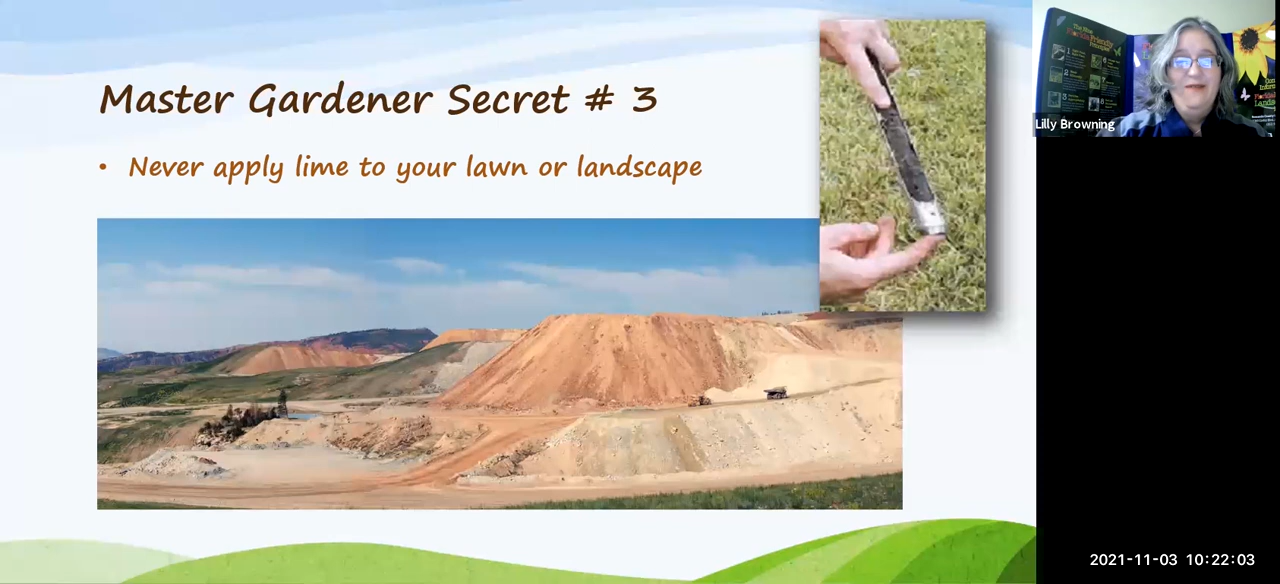 Master Gardener Secret # 3
• Never apply lime to your lawn or landscape
Lilly Browning
2021-11-03 10:22:03